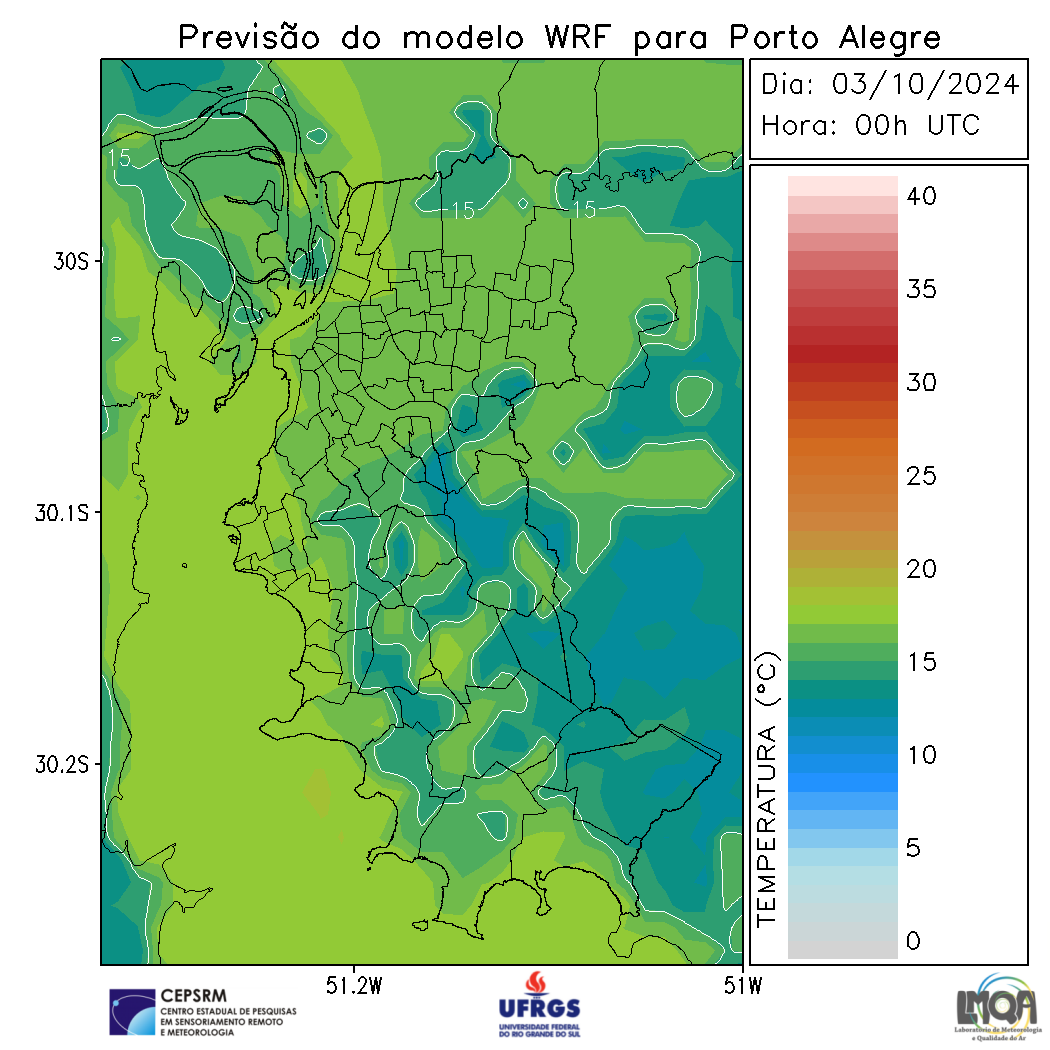 Previsão do modelo WRF para Porto Alegre
Dia: 03/10/2024
Hora: 00h UTC
15
15
15
30S
30.1S
30.2S
51.2W
51W
40
35
30
25
20
15
10
5
0
TEMPERATURA (°C)
CEPSRM
CENTRO ESTADUAL DE PESQUISAS
EM SENSORIAMENTO REMOTO
E METEOROLOGIA
UFRGS
UNIVERSIDADE FEDERAL
DO RIO GRANDE DO SUL
LMQA
Laboratório de Meteorologia
e Qualidade do Ar